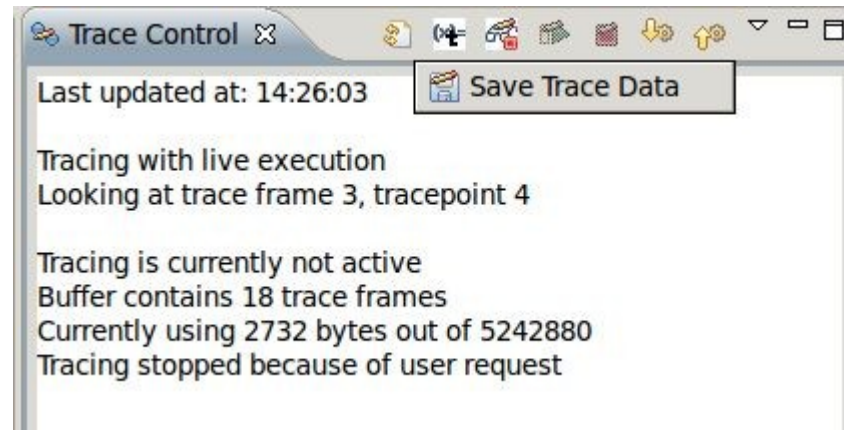 Trace Control
Save Trace Data
Last updated at: 14:26:03
Tracing with live execution
Looking at trace frame 3, tracepoint 4
Tracing is currently not active
Buffer contains 18 trace frames
Currently using 2732 bytes out of 5242880
Tracing stopped because of user request